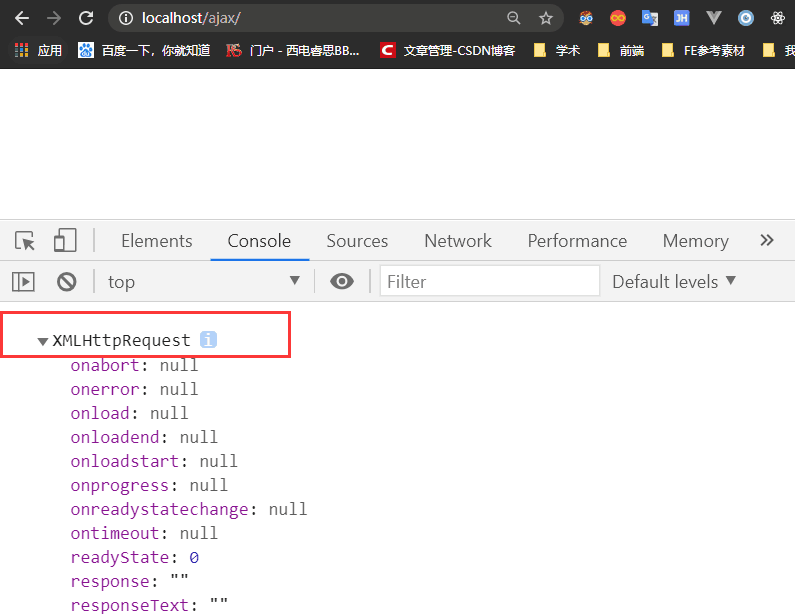 localhost/ajax/
应用 百度一下，你就知道 门户 - 西电睿思BB... C 文章管理-CSDN博客 学术 前端 FE参考素材 我
JH
Elements Console Sources Network Performance Memory »
top ▼ Filter Default levels ▼
▼ XMLHttpRequest i
onabort: null
onerror: null
onload: null
onloadend: null
onloadstart: null
onprogress: null
onreadystatechange: null
ontimeout: null
readyState: 0
response: ""
responseText: ""